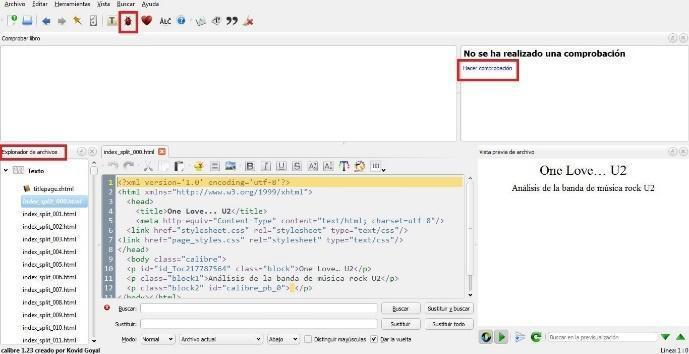 Archivo Editar Herramientas Vista Buscar Ayuda
Comprobar libro
No se ha realizado una comprobación
Hacer comprobación
Explorador de archivos
Texto
titlepage.xhtml
index_split_000.html
index_split_001.html
index_split_002.html
index_split_003.html
index_split_004.html
index_split_005.html
index_split_006.html
index_split_007.html
index_split_008.html
index_split_009.html
index_split_010.html
index_split_011.html
index_split_000.html
1 <?xml version='1.0' encoding='utf-8'?>
2 <html xmlns="http://www.w3.org/1999/xhtml">
3 <head>
4 <title>One Love... U2</title>
5 <meta http-equiv="Content Type" content="text/html; charset=utf 8"/>
6 <link href="stylesheet.css" rel="stylesheet" type="text/css"/>
7 <link href="page_styles.css" rel="stylesheet" type="text/css"/>
8 </head>
9 <body class="calibre">
10 <p id="id_Toc217787564" class="block">One Love… U2</p>
11 <p class="block1">Análisis de la banda de música rock U2</p>
12 <p class="block2" id="calibre_pb_0"> </p>
</body></html>
Buscar:
Buscar
Sustituir y buscar
Sustituir:
Sustituir
Sustituir todo
Modo: Normal Archivo actual Abajo Distinguir mayúsculas Dar la vuelta
Vista previa de archivo
One Love… U2
Análisis de la banda de música rock U2
Buscar en la previsualización
calibre 1.23 creado por Kovid Goyal
Línea: 1 : 0